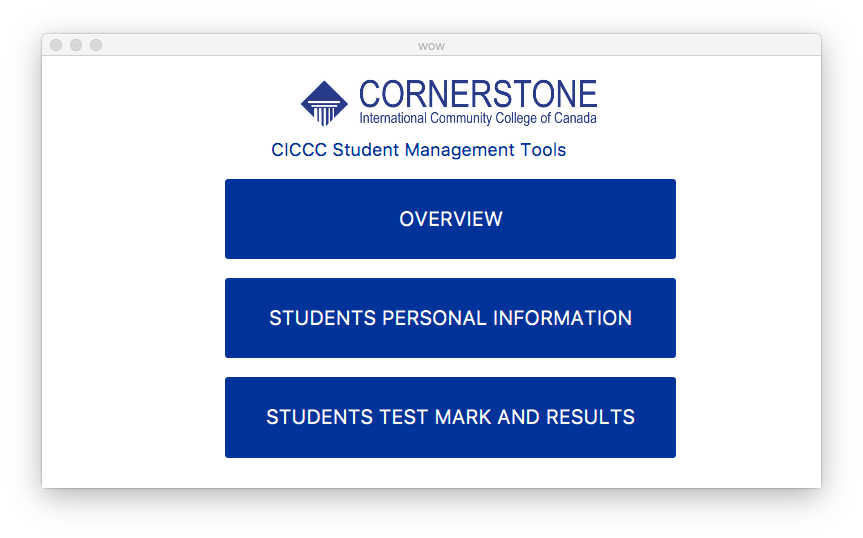 wow
CORNERSTONE
International Community College of Canada
CICCC Student Management Tools
OVERVIEW
STUDENTS PERSONAL INFORMATION
STUDENTS TEST MARK AND RESULTS